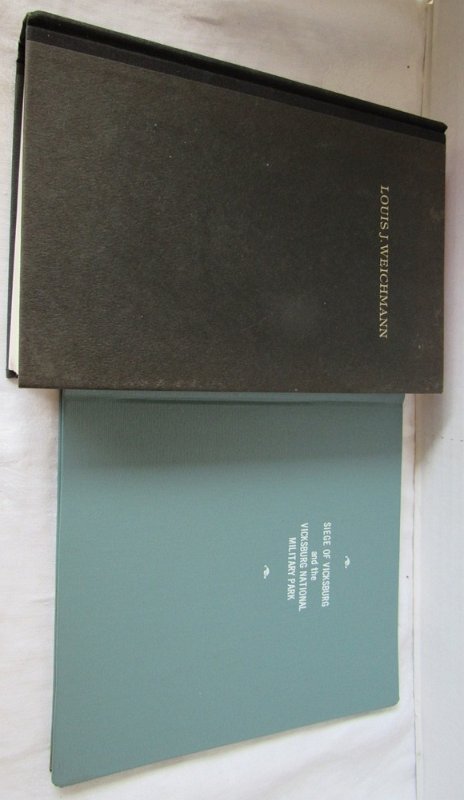 LOUIS J. WEICHMANN
SIEGE OF VICKSBURG
and the
VICKSBURG NATIONAL
MILITARY PARK